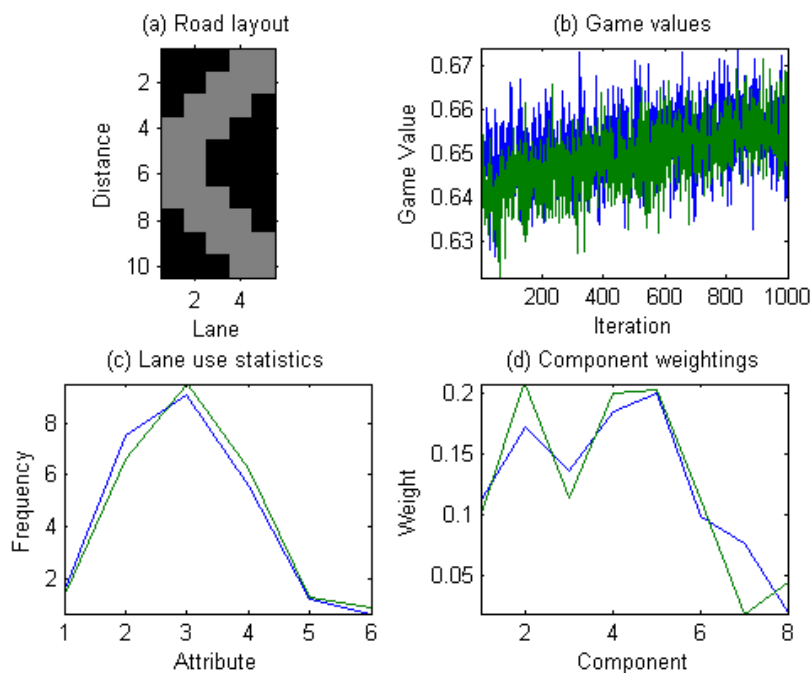 (a) Road layout
2
4
6
8
10
Distance
2 4
Lane
(b) Game values
0.67
0.66
0.65
0.64
0.63
Game Value
200 400 600 800 1000
Iteration
(c) Lane use statistics
8
6
4
2
Frequency
1 2 3 4 5 6
Attribute
(d) Component weightings
0.2
0.15
0.1
0.05
Weight
2 4 6 8
Component